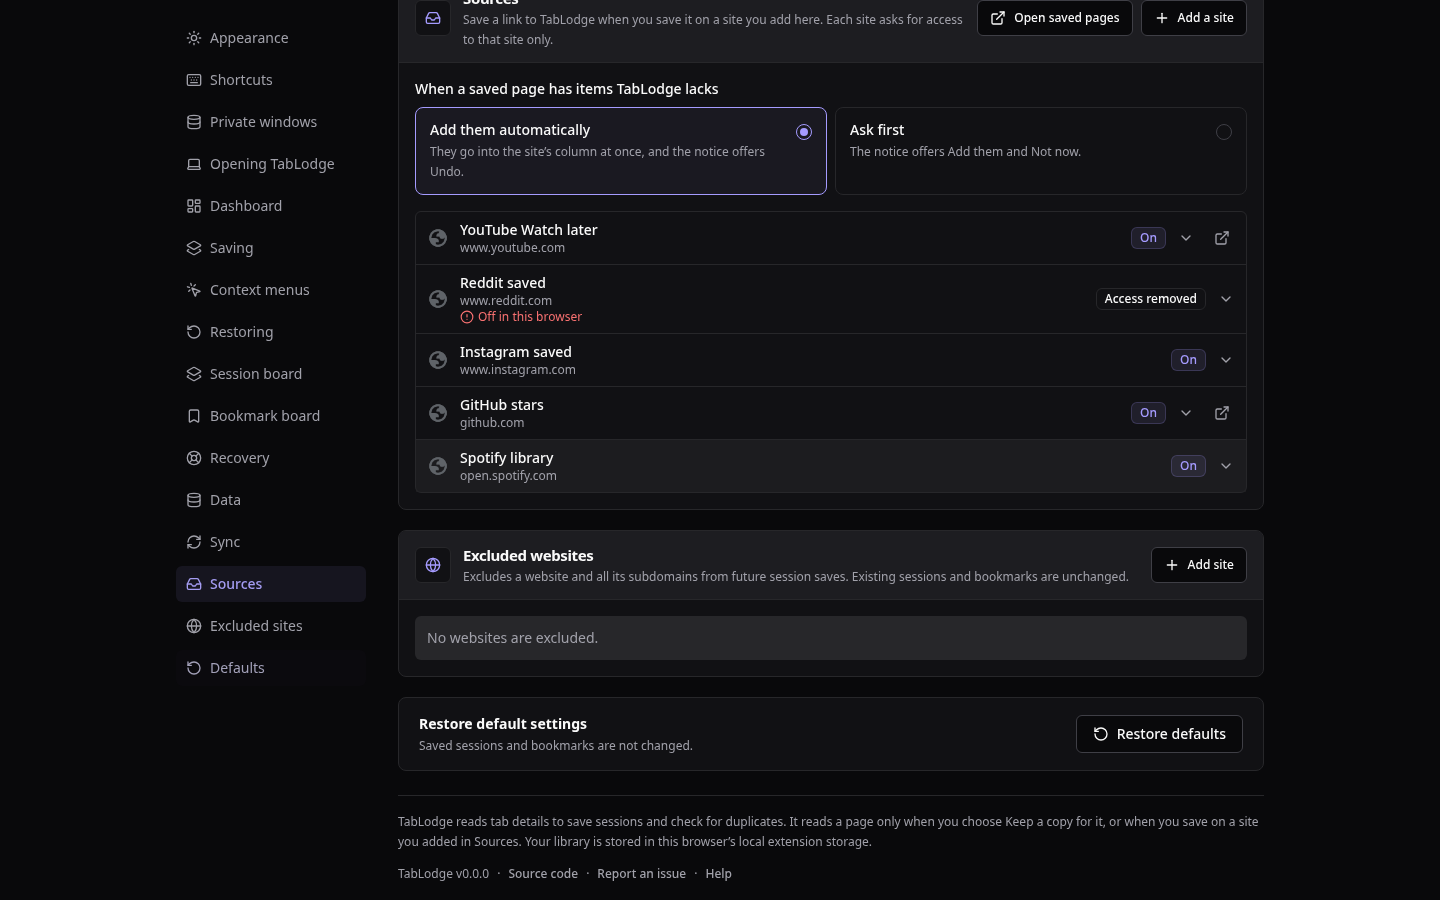 Appearance
Shortcuts
Private windows
Opening TabLodge
Dashboard
Saving
Context menus
Restoring
Session board
Bookmark board
Recovery
Data
Sync
Sources
Excluded sites
Defaults
Sources
Save a link to TabLodge when you save it on a site you add here. Each site asks for access
to that site only.
Open saved pages
Add a site
When a saved page has items TabLodge lacks
Add them automatically
They go into the site’s column at once, and the notice offers
Undo.
Ask first
The notice offers Add them and Not now.
YouTube Watch later
www.youtube.com
On
Reddit saved
www.reddit.com
Off in this browser
Access removed
Instagram saved
www.instagram.com
On
GitHub stars
github.com
On
Spotify library
open.spotify.com
On
Excluded websites
Excludes a website and all its subdomains from future session saves. Existing sessions and bookmarks are unchanged.
Add site
No websites are excluded.
Restore default settings
Saved sessions and bookmarks are not changed.
Restore defaults
TabLodge reads tab details to save sessions and check for duplicates. It reads a page only when you choose Keep a copy for it, or when you save on a site
you added in Sources. Your library is stored in this browser’s local extension storage.
TabLodge v0.0.0 · Source code · Report an issue · Help